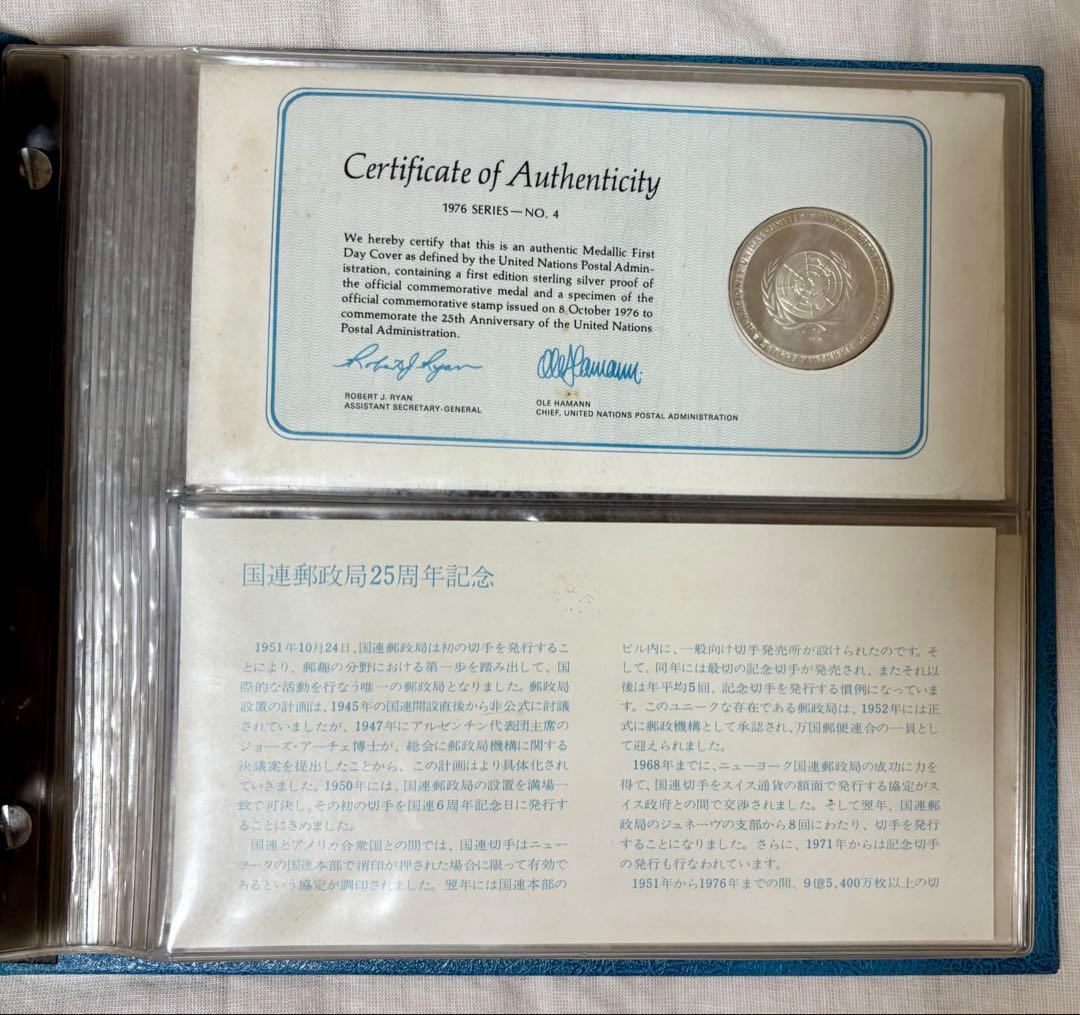 Certificate of Authenticity
1976 SERIES—NO. 4
We hereby certify that this is an authentic Medallic First
Day Cover as defined by the United Nations Postal Admin-
istration, containing a first edition sterling silver proof of
the official commemorative medal and a specimen of the
official commemorative stamp issued on 8 October 1976 to
commemorate the 25th Anniversary of the United Nations
Postal Administration.
ROBERT J. RYAN
ASSISTANT SECRETARY-GENERAL
OLE HAMANN
CHIEF, UNITED NATIONS POSTAL ADMINISTRATION
国連郵政局25周年記念
1951年10月24日、国連郵政局は初の切手を発行するこ
とにより、郵趣の分野における第一歩を踏み出して、国
際的な活動を行なう唯一の郵政局となりました。郵政局
設置の計画は、1945年の国連開設直後から非公式に討議
されていましたが、1947年にアルゼンチン代表団主席の
ジョーズ・アーチェ博士が、総会に郵政局機構に関する
決議案を提出したことから、この計画はより具体化され
ていきました。1950年には、国連郵政局の設置を満場一
致で可決し、その初の切手を国連6周年記念日に発行す
ることにきめました。
国連とアメリカ合衆国との間では、国連切手はニュー
ヨークの国連本部で消印が押された場合に限って有効で
あるという協定が調印されました。翌年には国連本部の
ビル内に、一般向け切手発売所が設けられたのです。そ
して、同年には最切の記念切手が発売され、またそれ以
後は年平均5回、記念切手を発行する慣例になっていま
す。このユニークな存在である郵政局は、1952年には正
式に郵政機構として承認され、万国郵便連合の一員とし
て迎えられました。
1968年までに、ニューヨーク国連郵政局の成功に力を
得て、国連切手をスイス通貨の額面で発行する協定がス
イス政府との間で交渉されました。そして翌年、国連郵
政局のジュネーヴの支部から8回にわたり、切手を発行
することになりました。さらに、1971年からは記念切手
の発行も行なわれています。
1951年から1976年までの間、9億5,400万枚以上の切